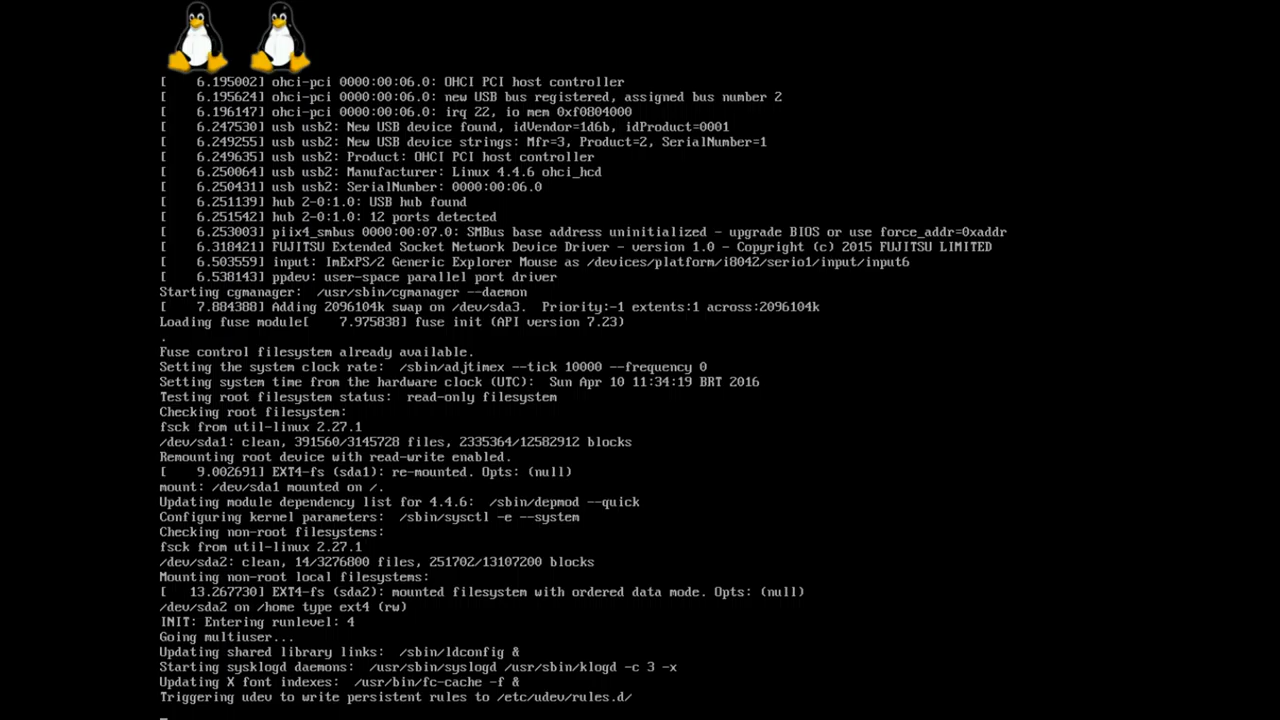 [    6.195002] ohci-pci 0000:00:06.0: OHCI PCI host controller
[    6.195624] ohci-pci 0000:00:06.0: new USB bus registered, assigned bus number 2
[    6.196147] ohci-pci 0000:00:06.0: irq 22, io mem 0xf0804000
[    6.247530] usb usb2: New USB device found, idVendor=1d6b, idProduct=0001
[    6.249255] usb usb2: New USB device strings: Mfr=3, Product=2, SerialNumber=1
[    6.249635] usb usb2: Product: OHCI PCI host controller
[    6.250064] usb usb2: Manufacturer: Linux 4.4.6 ohci_hcd
[    6.250431] usb usb2: SerialNumber: 0000:00:06.0
[    6.251139] hub 2-0:1.0: USB hub found
[    6.251542] hub 2-0:1.0: 12 ports detected
[    6.253003] piix4_smbus 0000:00:07.0: SMBus base address uninitialized - upgrade BIOS or use force_addr=0xaddr
[    6.318421] FUJITSU Extended Socket Network Device Driver - version 1.0 - Copyright (c) 2015 FUJITSU LIMITED
[    6.503559] input: ImExPS/2 Generic Explorer Mouse as /devices/platform/i8042/serio1/input/input6
[    6.538143] ppdev: user-space parallel port driver
Starting cgmanager:  /usr/sbin/cgmanager --daemon
[    7.884388] Adding 2096104k swap on /dev/sda3.  Priority:-1 extents:1 across:2096104k
Loading fuse module[    7.975838] fuse init (API version 7.23)
.
Fuse control filesystem already available.
Setting the system clock rate:  /sbin/adjtimex --tick 10000 --frequency 0
Setting system time from the hardware clock (UTC):  Sun Apr 10 11:34:19 BRT 2016
Testing root filesystem status:  read-only filesystem
Checking root filesystem:
fsck from util-linux 2.27.1
/dev/sda1: clean, 391560/3145728 files, 2335364/12582912 blocks
Remounting root device with read-write enabled.
[    9.002691] EXT4-fs (sda1): re-mounted. Opts: (null)
mount: /dev/sda1 mounted on /.
Updating module dependency list for 4.4.6:  /sbin/depmod --quick
Configuring kernel parameters:  /sbin/sysctl -e --system
Checking non-root filesystems:
fsck from util-linux 2.27.1
/dev/sda2: clean, 14/3276800 files, 251702/13107200 blocks
Mounting non-root local filesystems:
[   13.267730] EXT4-fs (sda2): mounted filesystem with ordered data mode. Opts: (null)
/dev/sda2 on /home type ext4 (rw)
INIT: Entering runlevel: 4
Going multiuser...
Updating shared library links:  /sbin/ldconfig &
Starting sysklogd daemons:  /usr/sbin/syslogd /usr/sbin/klogd -c 3 -x
Updating X font indexes:  /usr/bin/fc-cache -f &
Triggering udev to write persistent rules to /etc/udev/rules.d/